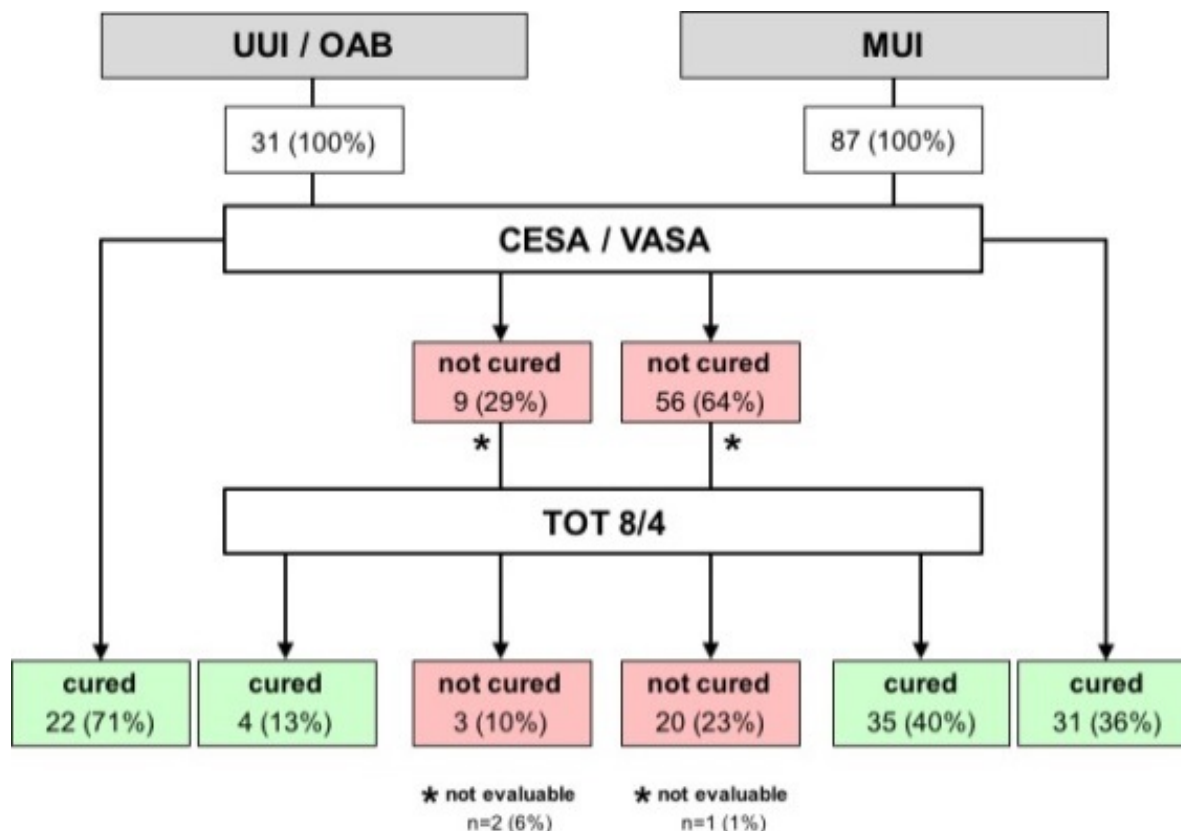 UUI / OAB
MUI
31 (100%)
87 (100%)
CESA / VASA
not cured
9 (29%)
not cured
56 (64%)
*
*
TOT 8/4
cured
22 (71%)
cured
4 (13%)
not cured
3 (10%)
not cured
20 (23%)
cured
35 (40%)
cured
31 (36%)
* not evaluable
n=2 (6%)
* not evaluable
n=1 (1%)